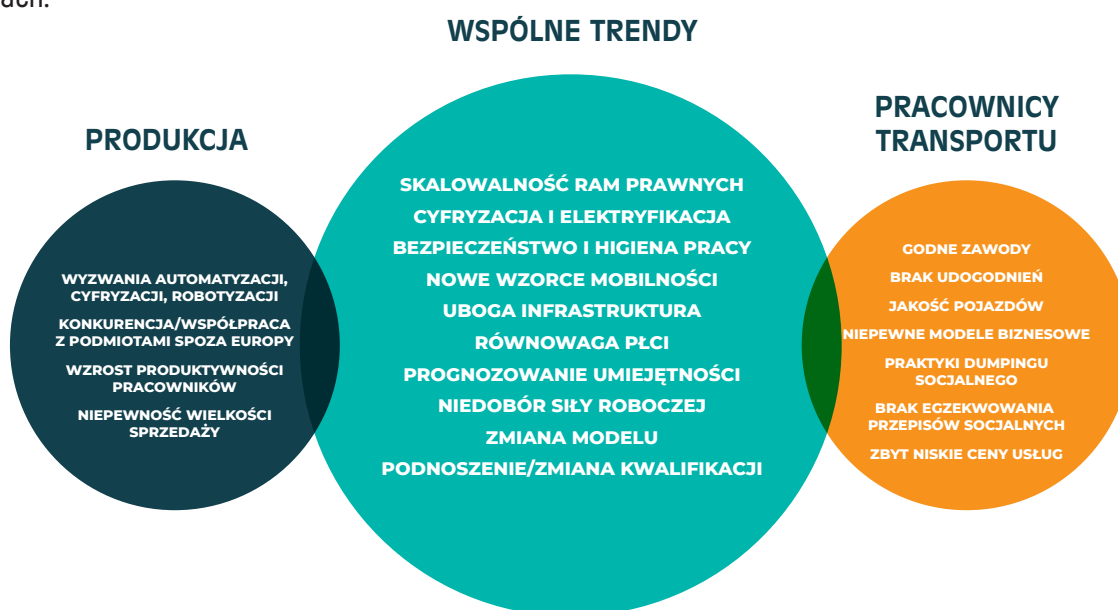 WSPÓLNE TRENDY
PRODUKCJA
WYZWANIA AUTOMATYZACJI,
CYFRYZACJI, ROBOTYZACJI
KONKURENCJA/WSPÓŁPRACA
Z PODMIOTAMI SPOZA EUROPY
WZROST PRODUKTYWNOŚCI
PRACOWNIKÓW
NIEPEWNOŚĆ WIELKOŚCI
SPRZEDAŻY
SKALOWALNOŚĆ RAM PRAWNYCH
CYFRYZACJA I ELEKTRYFIKACJA
BEZPIECZEŃSTWO I HIGIENA PRACY
NOWE WZORCE MOBILNOŚCI
UBOGA INFRASTRUKTURA
RÓWNOWAGA PŁCI
PROGNOZOWANIE UMIEJĘTNOŚCI
NIEDOBÓR SIŁY ROBOCZEJ
ZMIANA MODELU
PODNOSZENIE/ZMIANA KWALIFIKACJI
PRACOWNICY
TRANSPORTU
GODNE ZAWODY
BRAK UDOGODNIEŃ
JAKOŚĆ POJAZDÓW
NIEPEWNE MODELE BIZNESOWE
PRAKTYKI DUMPINGU
SOCJALNEGO
BRAK EGZEKWOWANIA
PRZEPISÓW SOCJALNYCH
ZBYT NISKIE CENY USŁUG